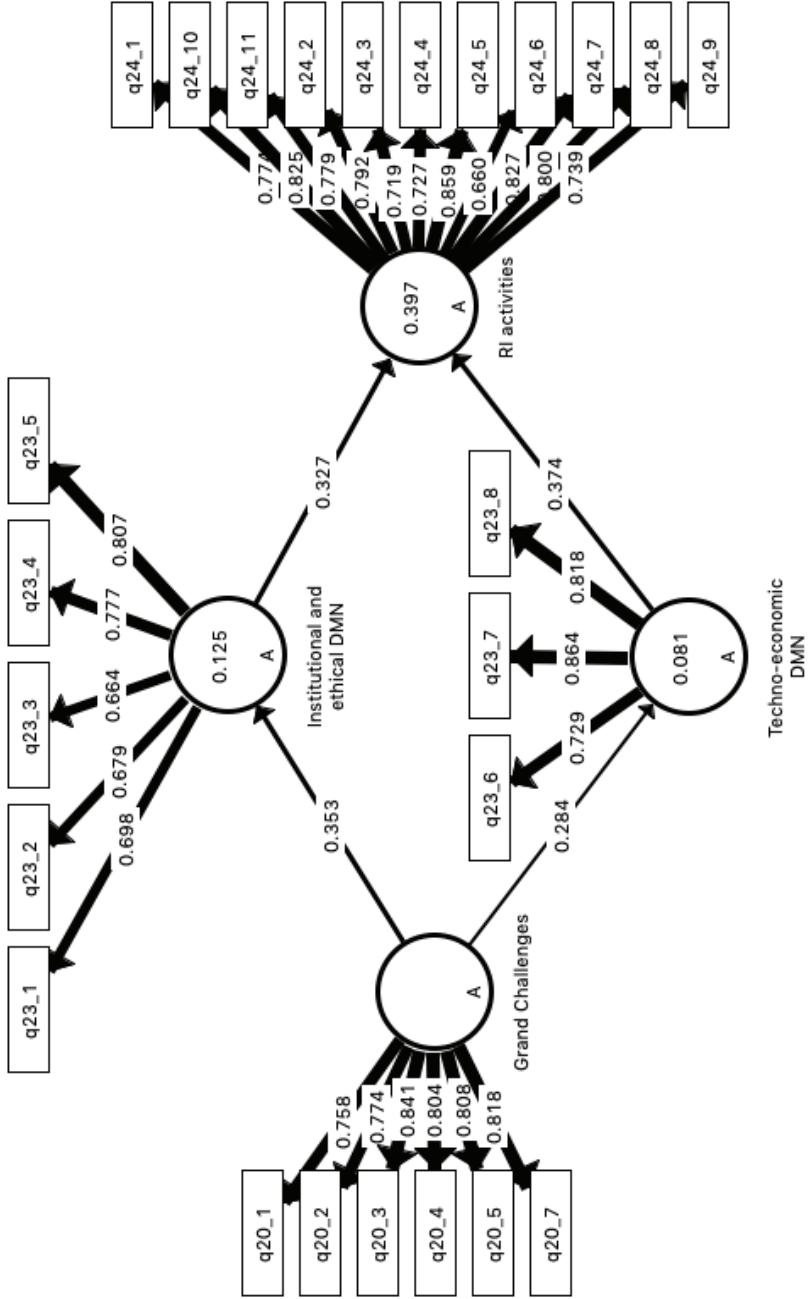 q23_1
q23_2
q23_3
q23_4
q23_5
0.698
0.679
0.664
0.777
0.807
0.125
A
Institutional and
ethical DMN
q20_1
q20_2
q20_3
q20_4
q20_5
q20_7
0.758
0.774
0.841
0.804
0.808
0.818
A
Grand Challenges
0.353
0.284
0.327
0.374
q23_6
q23_7
q23_8
0.729
0.864
0.818
0.081
A
Techno-economic
DMN
0.397
A
RI activities
0.774
0.825
0.779
0.792
0.719
0.727
0.859
0.660
0.827
0.800
0.739
q24_1
q24_10
q24_11
q24_2
q24_3
q24_4
q24_5
q24_6
q24_7
q24_8
q24_9